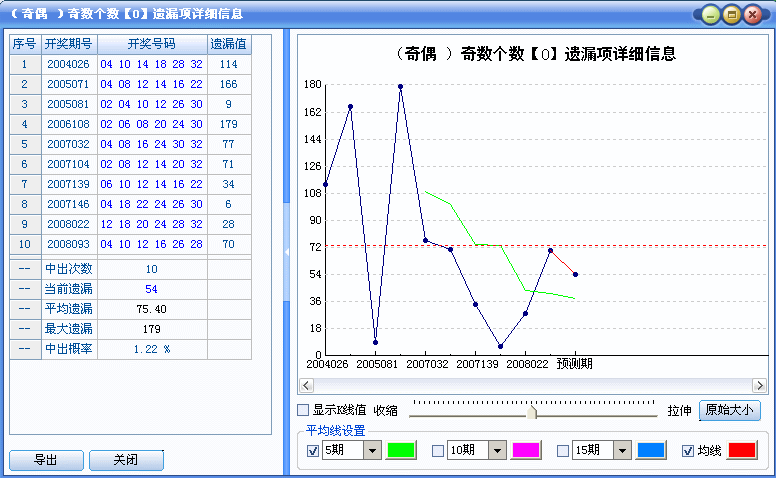 （奇偶 ）奇数个数【0】遗漏项详细信息
序号 开奖期号 开奖号码 遗漏值
1 2004026 04 10 14 18 28 32 114
2 2005071 04 08 12 14 16 22 166
3 2005081 02 04 10 12 26 30 9
4 2006108 02 06 08 20 24 30 179
5 2007032 04 08 16 24 30 32 77
6 2007104 02 08 12 14 20 32 71
7 2007139 06 10 12 14 16 22 34
8 2007146 04 18 22 24 26 30 6
9 2008022 12 18 20 24 28 32 28
10 2008093 04 10 12 16 26 28 70
-- 中出次数 10
-- 当前遗漏 54
-- 平均遗漏 75.40
-- 最大遗漏 179
-- 中出概率 1.22 %
导出 关闭
（奇偶 ）奇数个数【0】遗漏项详细信息
180
162
144
126
108
90
72
54
36
18
0
2004026 2005081 2007032 2007139 2008022 预测期
显示K线值 收缩 拉伸 原始大小
平均线设置
5期 10期 15期 均线